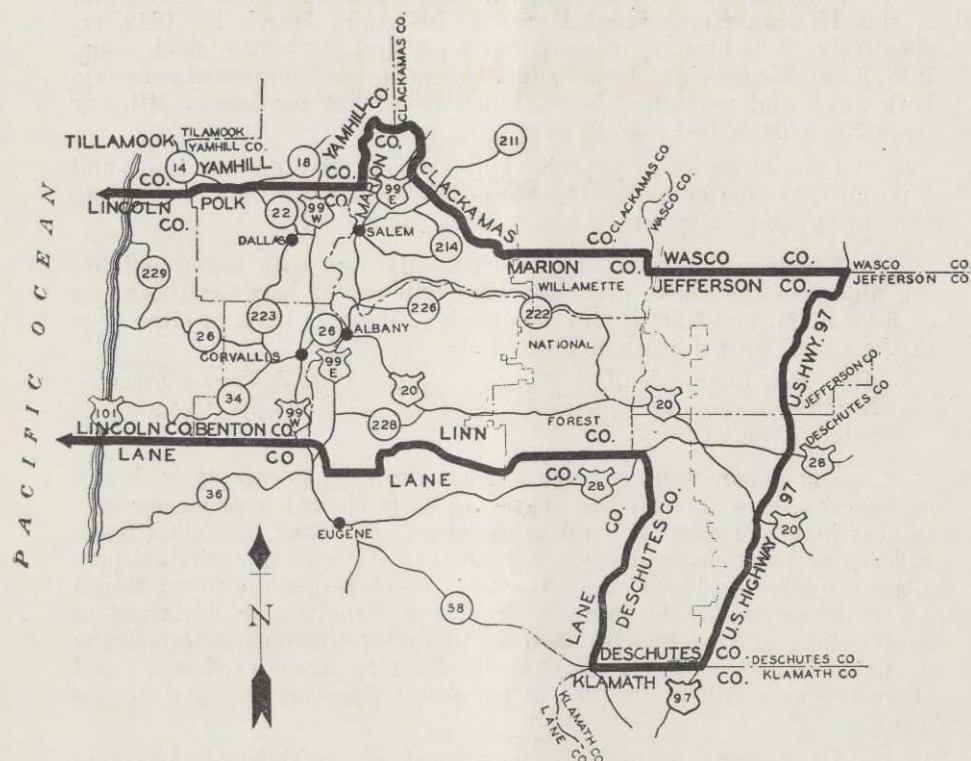 CLACKAMAS CO.
TILLAMOOK
TILAMOOK
YAMHILL CO.
14
YAMHILL
18
YAMHILL CO.
MARION CO.
211
CO.
LINCOLN
CO.
POLK
CO.
CO.
99
W
99
E
CLACKAMAS
CLACKAMAS CO.
WASCO CO.
22
DALLAS
SALEM
214
CO.
MARION
CO.
WASCO
CO.
JEFFERSON
CO.
WASCO CO.
JEFFERSON CO.
WILLAMETTE
229
223
26
ALBANY
226
222
NATIONAL
U.S. HWY. 97
JEFFERSON CO.
26
CORVALLIS
99
E
20
20
DESCHUTES CO
34
99
W
101
228
FOREST
28
LINCOLN CO.
BENTON CO.
LINN
CO.
LANE
CO
LANE
CO.
28
PACIFIC OCEAN
36
EUGENE
20
58
LANE CO.
DESCHUTES CO.
U.S. HIGHWAY 97
N
DESCHUTES
CO.
KLAMATH
CO.
DESCHUTES CO.
KLAMATH CO
97
KLAMATH CO
LANE CO.